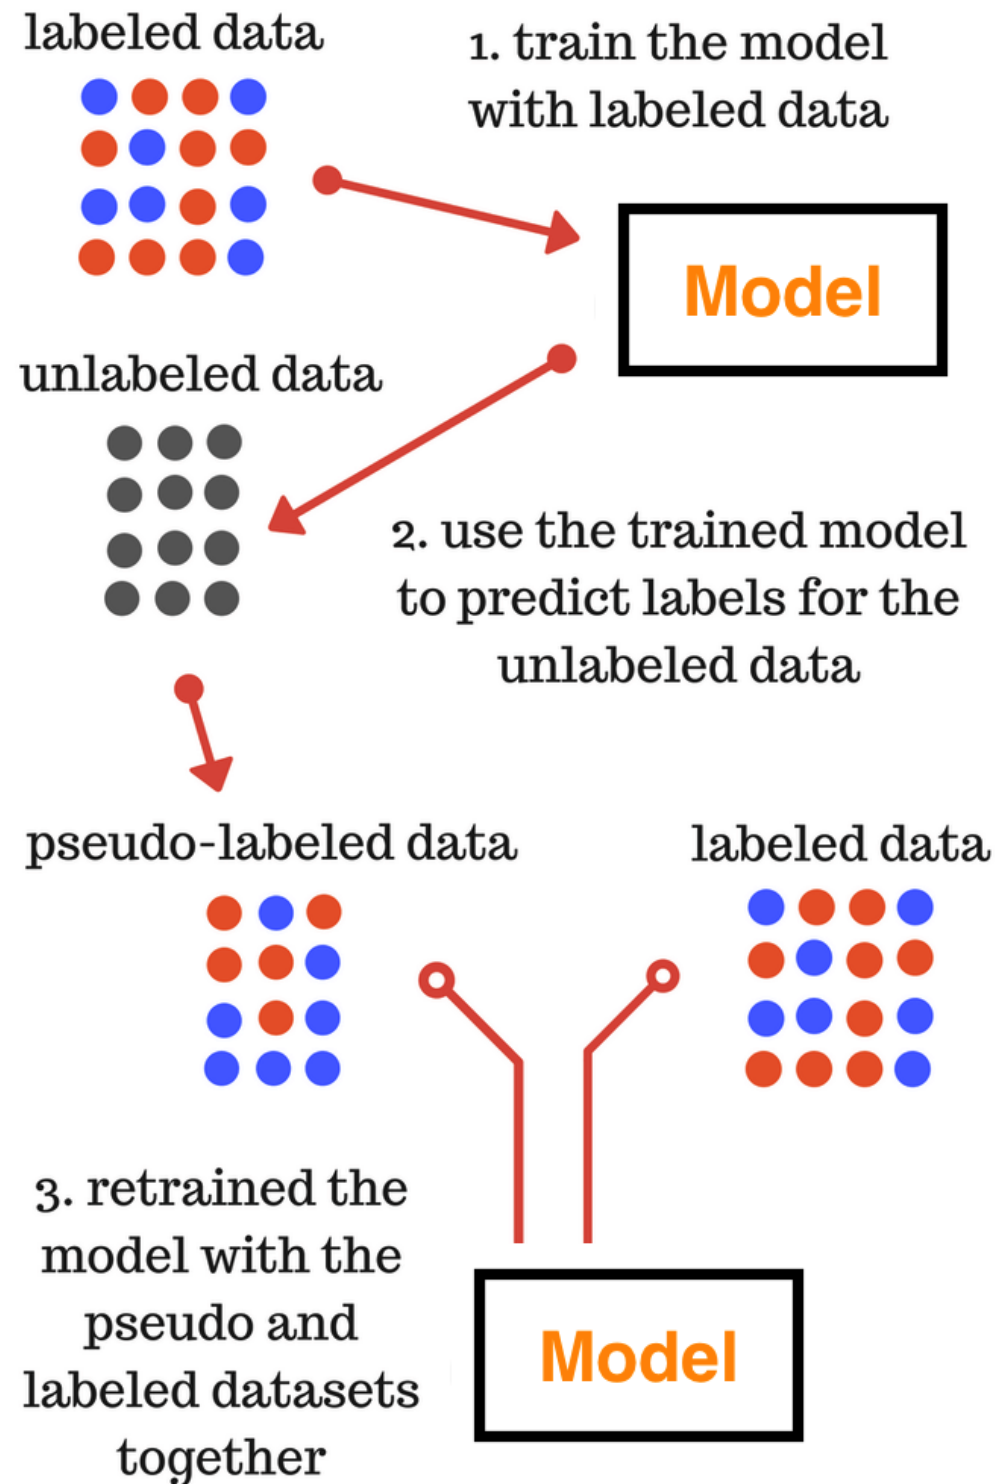 labeled data
1. train the model
with labeled data
Model
unlabeled data
2. use the trained model
to predict labels for the
unlabeled data
pseudo-labeled data
labeled data
3. retrained the
model with the
pseudo and
labeled datasets
together
Model